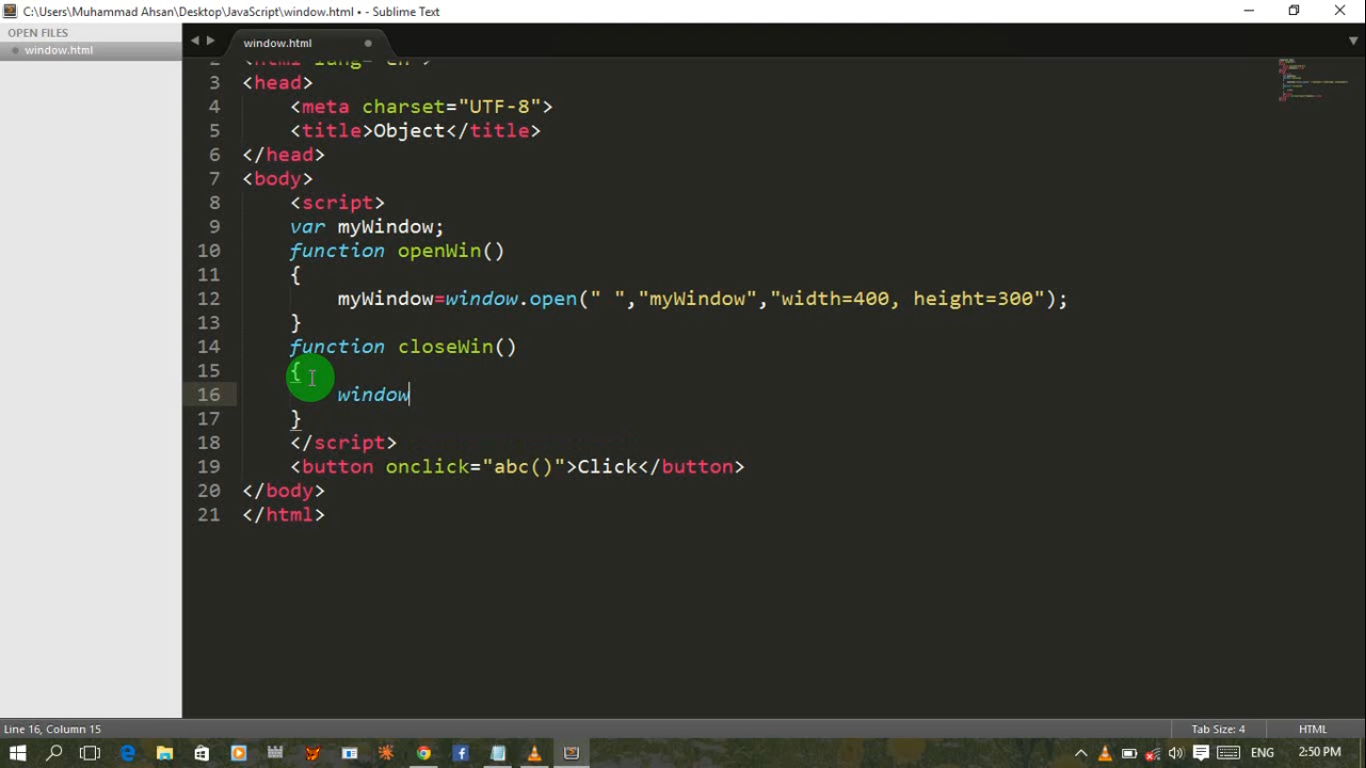 C:\Users\Muhammad Ahsan\Desktop\JavaScript\window.html • - Sublime Text
OPEN FILES
window.html
window.html
2 <html lang="en">
3 <head>
4 <meta charset="UTF-8">
5 <title>Object</title>
6 </head>
7 <body>
8 <script>
9 var myWindow;
10 function openWin()
11 {
12 myWindow=window.open(" ","myWindow","width=400, height=300");
13 }
14 function closeWin()
15 {
16 window
17 }
18 </script>
19 <button onclick="abc()">Click</button>
20 </body>
21 </html>
Line 16, Column 15
Tab Size: 4
HTML
ENG
2:50 PM